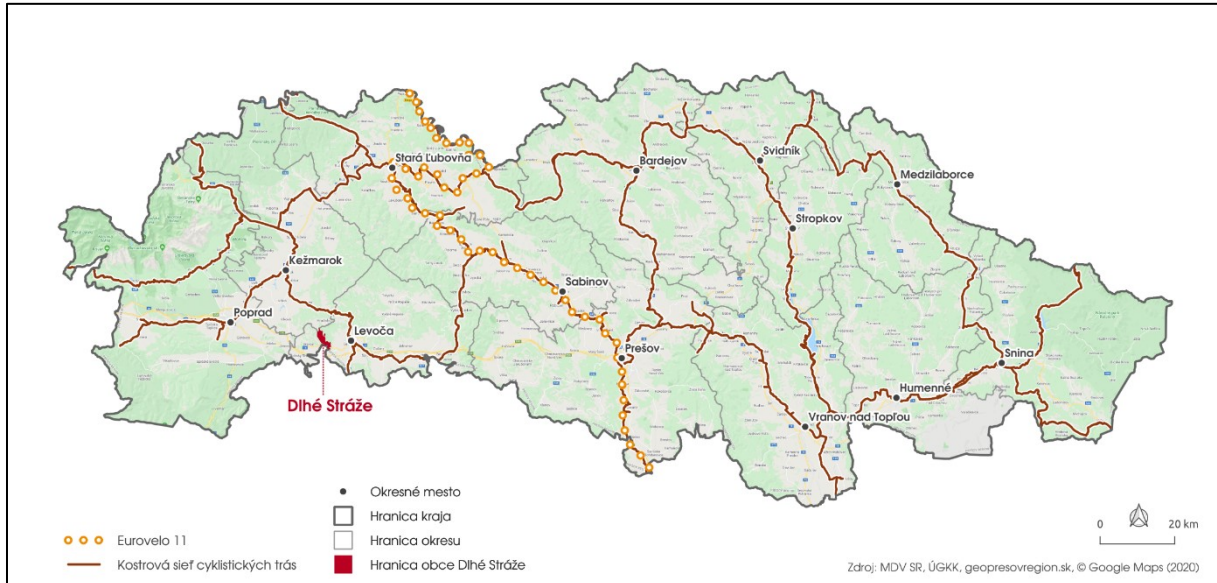 Stará Ľubovňa
Bardejov
Svidník
Medzilaborce
Stropkov
Kežmarok
Sabinov
Poprad
Levoča
Prešov
Snina
Humenné
Dlhé Stráže
Vranov nad Topľou
Okresné mesto
Hranica kraja
Eurovelo 11
Hranica okresu
Kostrová sieť cyklistických trás
Hranica obce Dlhé Stráže
0 20 km
Zdroj: MDV SR, ÚGKK, geopresovregion.sk, © Google Maps (2020)